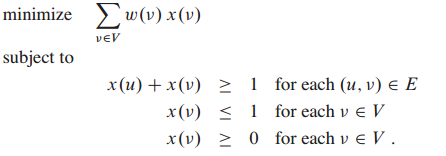 minimize ∑ w(v) x(v)
v∈V
subject to
x(u) + x(v) ≥ 1 for each (u, v) ∈ E
x(v) ≤ 1 for each v ∈ V
x(v) ≥ 0 for each v ∈ V .